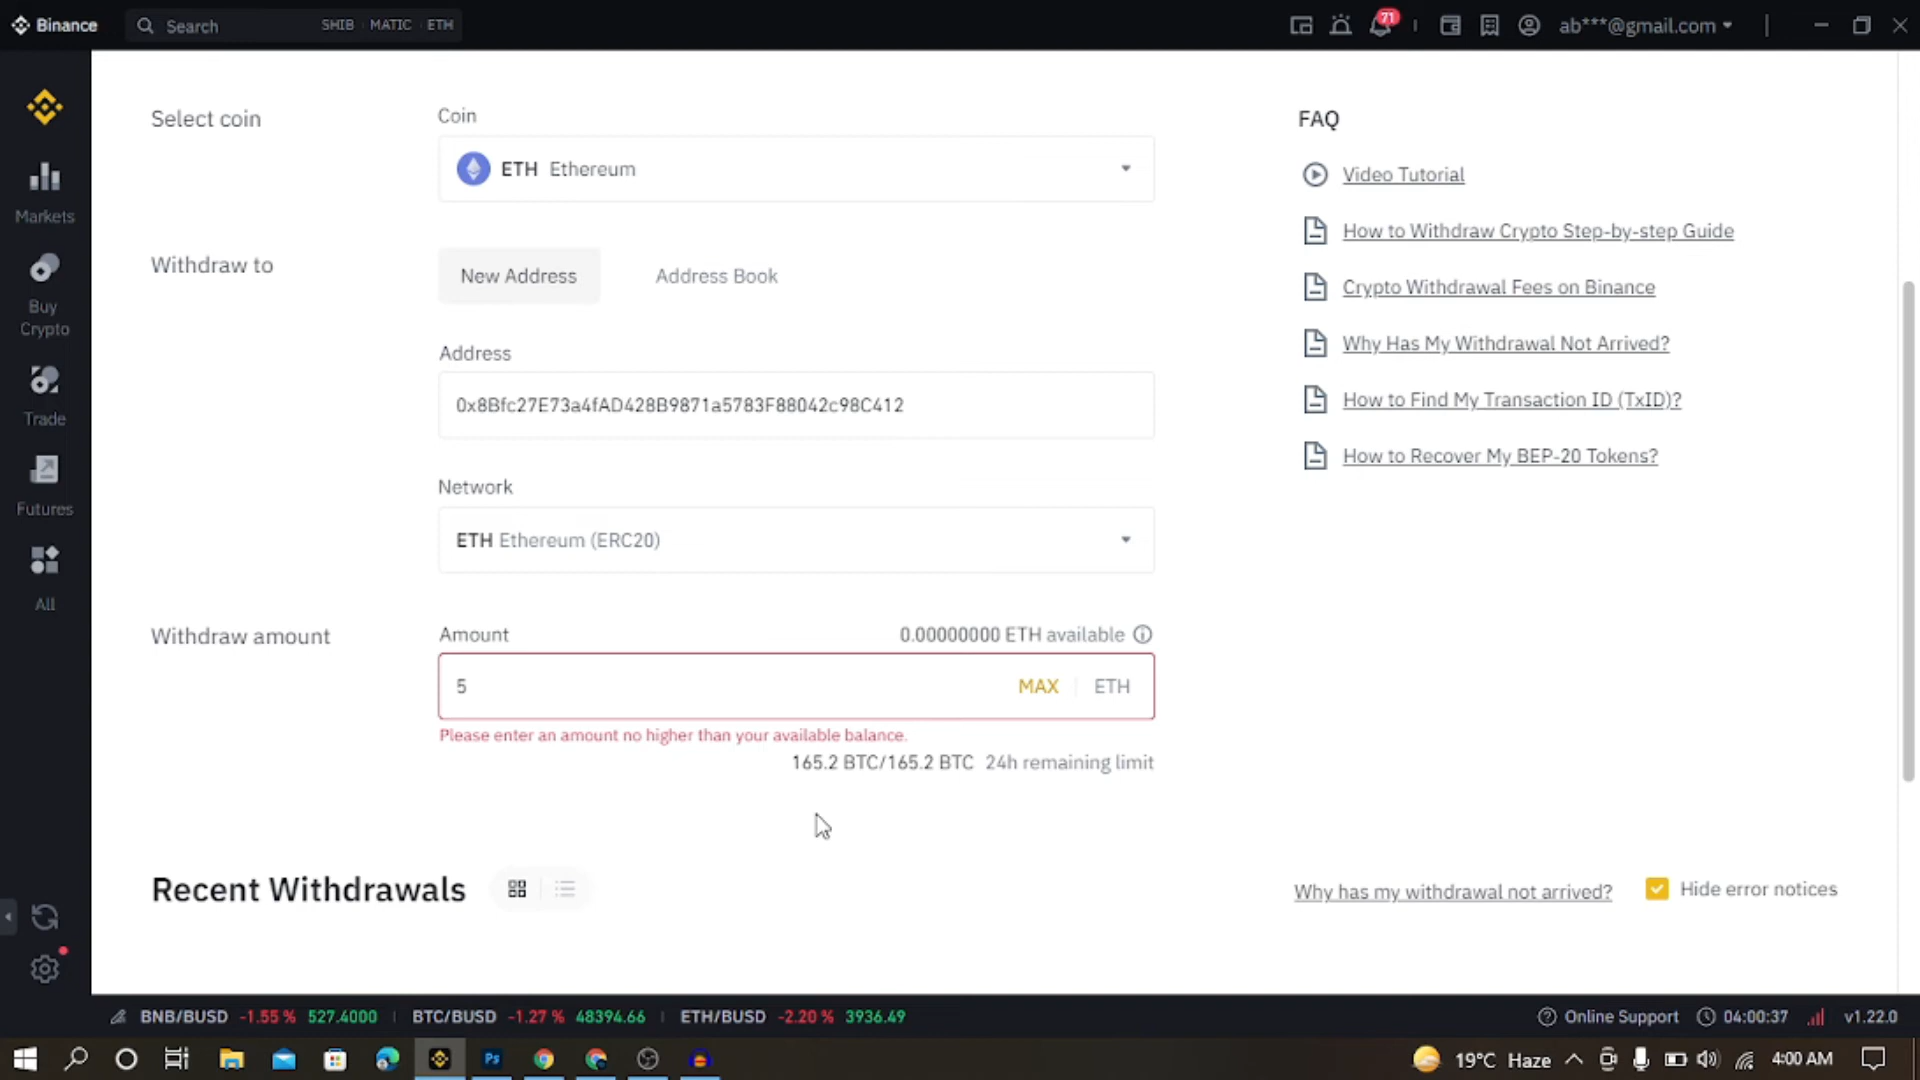 Binance
Search
SHIB MATIC ETH
71
ab***@gmail.com
Markets
Buy
Crypto
Trade
Futures
All
Select coin
Coin
ETH Ethereum
Withdraw to
New Address
Address Book
Address
0x8Bfc27E73a4fAD428B9871a5783F88042c98C412
Network
ETH Ethereum (ERC20)
Withdraw amount
Amount
0.00000000 ETH available
5
MAX
ETH
Please enter an amount no higher than your available balance.
165.2 BTC/165.2 BTC 24h remaining limit
FAQ
Video Tutorial
How to Withdraw Crypto Step-by-step Guide
Crypto Withdrawal Fees on Binance
Why Has My Withdrawal Not Arrived?
How to Find My Transaction ID (TxID)?
How to Recover My BEP-20 Tokens?
Recent Withdrawals
Why has my withdrawal not arrived?
Hide error notices
BNB/BUSD -1.55 % 527.4000
BTC/BUSD -1.27 % 48394.66
ETH/BUSD -2.20 % 3936.49
Online Support
04:00:37
v1.22.0
Ps
19°C Haze
4:00 AM